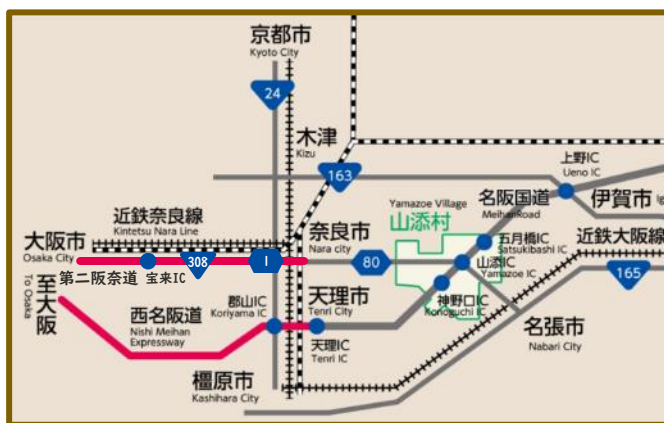 京都市
Kyoto City
24
木津
Kizu
163
上野IC
Ueno IC
伊賀市
名阪国道
MeihanRoad
Yamazoe Village
山添村
五月橋IC
Satsukibashi IC
近鉄奈良線
Kintetsu Nara Line
奈良市
Nara city
大阪市
Osaka City
308
1
80
山添IC
Yamazoe IC
近鉄大阪線
165
第二阪奈道 宝来IC
至大阪
To Osaka
西名阪道
Nishi Meihan
Expressway
郡山IC
Koriyama IC
天理市
Tenri City
天理IC
Tenri IC
神野口IC
Konoguchi IC
名張市
Nabari City
橿原市
Kashihara City